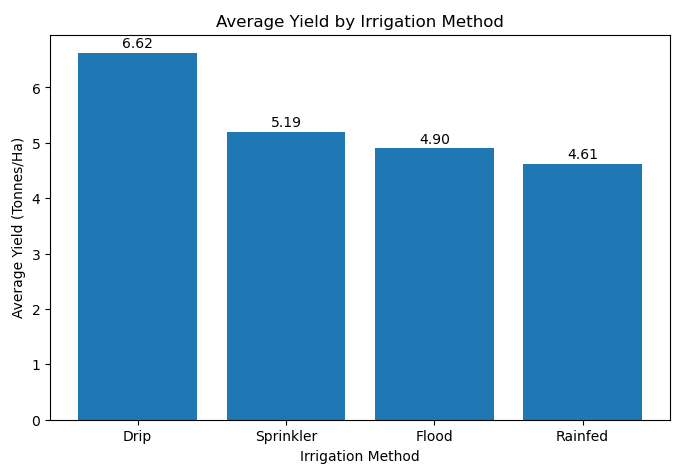 Average Yield by Irrigation Method
Average Yield (Tonnes/Ha)
6
5
4
3
2
1
0
6.62
5.19
4.90
4.61
Drip
Sprinkler
Flood
Rainfed
Irrigation Method